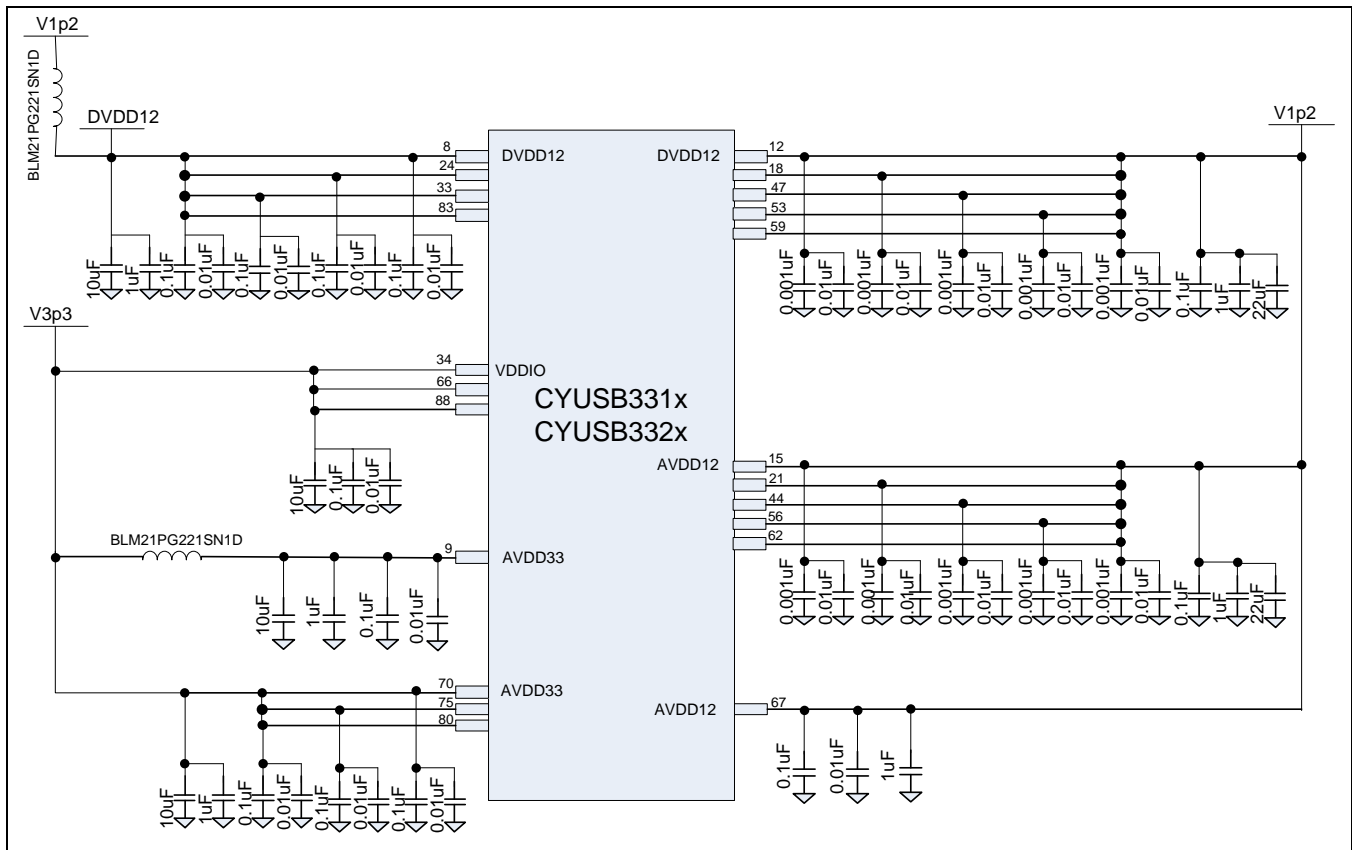 V1p2
BLM21PG221SN1D
DVDD12
8
24
33
83
DVDD12
10uF
1uF
0.1uF
0.01uF
0.1uF
0.01uF
0.1uF
0.01uF
0.1uF
0.01uF
V3p3
34
66
88
VDDIO
10uF
0.1uF
0.01uF
BLM21PG221SN1D
9
AVDD33
10uF
1uF
0.1uF
0.01uF
70
75
80
AVDD33
10uF
1uF
0.1uF
0.01uF
0.1uF
0.01uF
0.1uF
0.01uF
CYUSB331x
CYUSB332x
V1p2
DVDD12
12
18
47
53
59
0.001uF
0.01uF
0.001uF
0.01uF
0.001uF
0.01uF
0.001uF
0.01uF
0.001uF
0.01uF
0.1uF
1uF
22uF
AVDD12
15
21
44
56
62
0.001uF
0.01uF
0.001uF
0.01uF
0.001uF
0.01uF
0.001uF
0.01uF
0.001uF
0.01uF
0.1uF
1uF
22uF
AVDD12
67
0.1uF
0.01uF
1uF